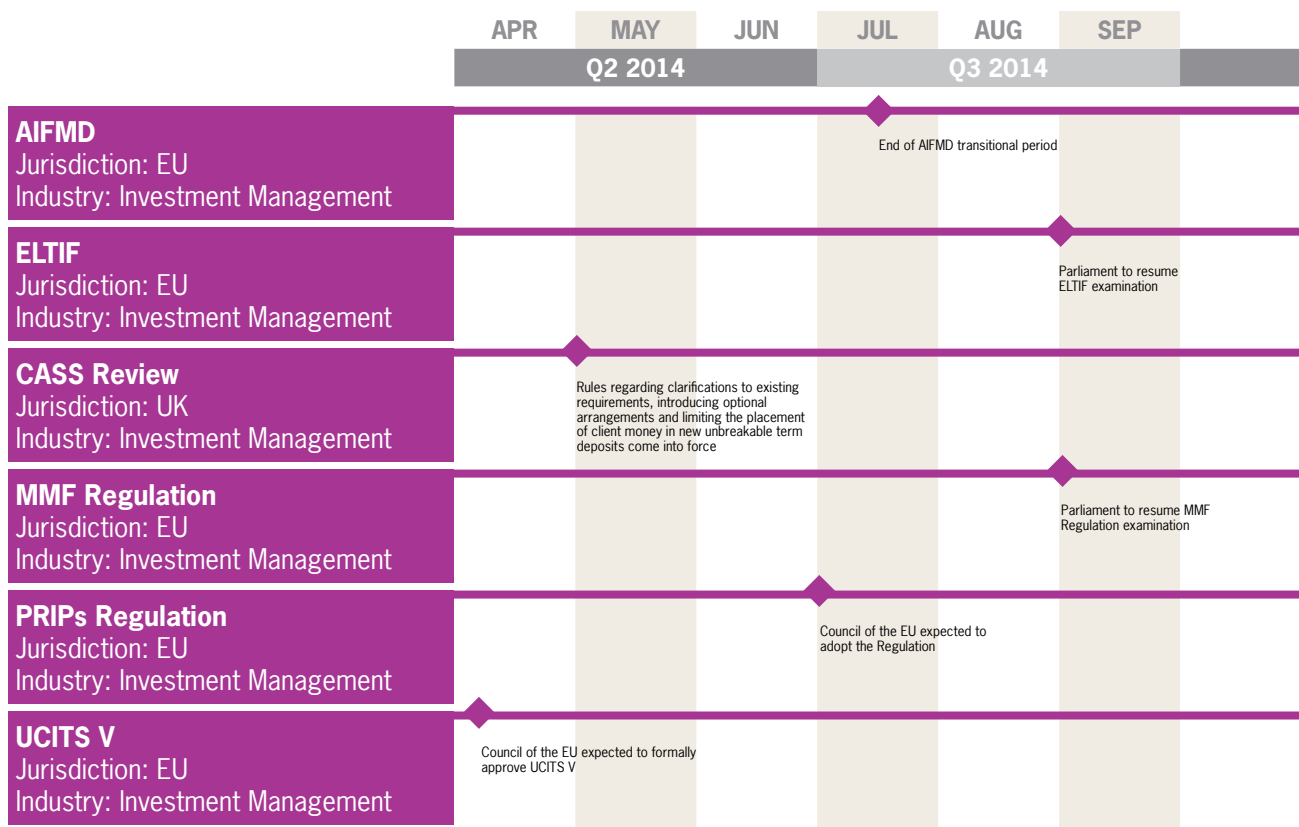 APR MAY JUN JUL AUG SEP
Q2 2014 Q3 2014
AIFMD
Jurisdiction: EU
Industry: Investment Management
End of AIFMD transitional period
ELTIF
Jurisdiction: EU
Industry: Investment Management
Parliament to resume
ELTIF examination
CASS Review
Jurisdiction: UK
Industry: Investment Management
Rules regarding clarifications to existing
requirements, introducing optional
arrangements and limiting the placement
of client money in new unbreakable term
deposits come into force
MMF Regulation
Jurisdiction: EU
Industry: Investment Management
Parliament to resume MMF
Regulation examination
PRIPs Regulation
Jurisdiction: EU
Industry: Investment Management
Council of the EU expected to
adopt the Regulation
UCITS V
Jurisdiction: EU
Industry: Investment Management
Council of the EU expected to formally
approve UCITS V